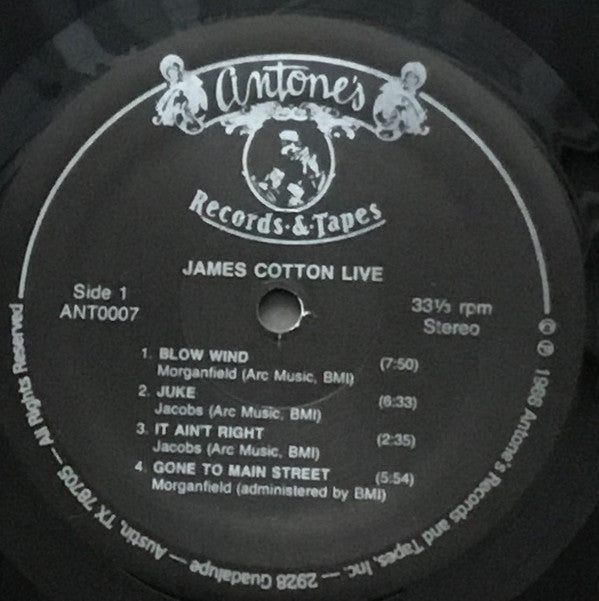 Antone's
Records·&·Tapes
JAMES COTTON LIVE
Side 1
ANT0007
33⅓ rpm
Stereo
1. BLOW WIND (7:50)
Morganfield (Arc Music, BMI)
2. JUKE (6:33)
Jacobs (Arc Music, BMI)
3. IT AIN'T RIGHT (2:35)
Jacobs (Arc Music, BMI)
4. GONE TO MAIN STREET (5:54)
Morganfield (administered by BMI)
© ℗ 1988 Antone's Records and Tapes, Inc. — 2928 Guadalupe — Austin, TX 78705 — All Rights Reserved